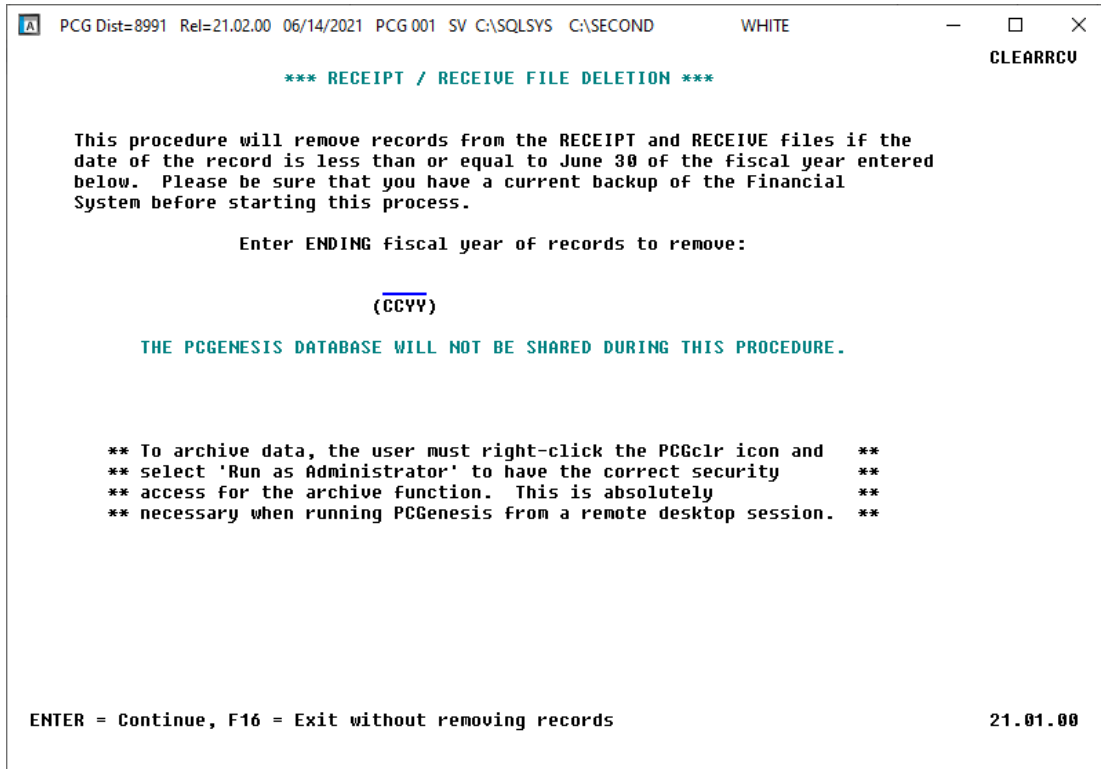 PCG Dist=8991 Rel=21.02.00 06/14/2021 PCG 001 SV C:\SQLSYS C:\SECOND WHITE
CLEARRCV
*** RECEIPT / RECEIVE FILE DELETION ***
This procedure will remove records from the RECEIPT and RECEIVE files if the
date of the record is less than or equal to June 30 of the fiscal year entered
below. Please be sure that you have a current backup of the Financial
System before starting this process.
Enter ENDING fiscal year of records to remove:
(CCYY)
THE PCGENESIS DATABASE WILL NOT BE SHARED DURING THIS PROCEDURE.
** To archive data, the user must right-click the PCGclr icon and **
** select 'Run as Administrator' to have the correct security **
** access for the archive function. This is absolutely **
** necessary when running PCGenesis from a remote desktop session. **
ENTER = Continue, F16 = Exit without removing records 21.01.00